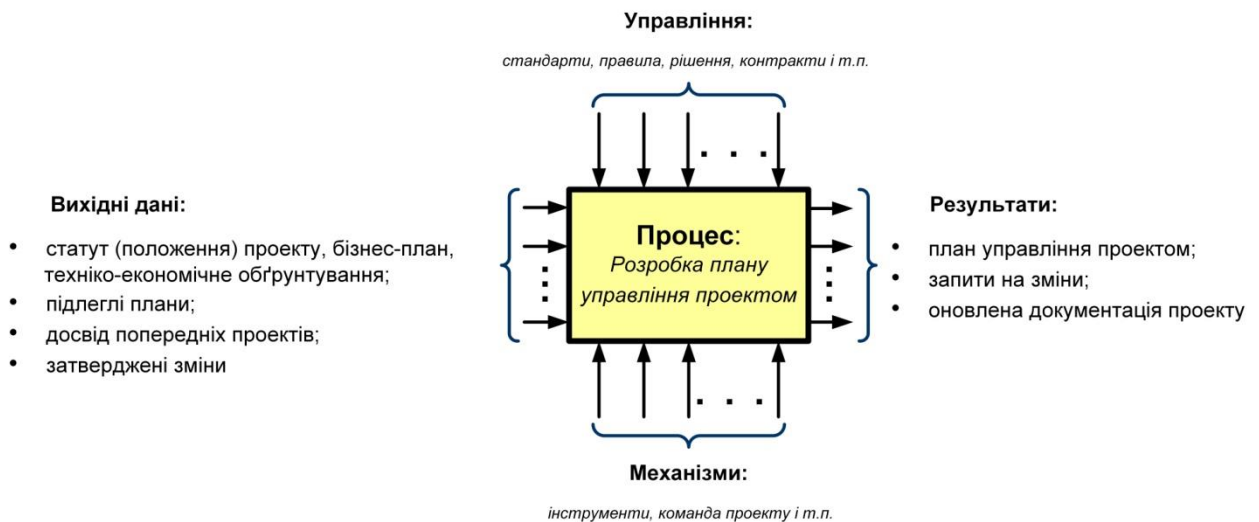 Управління:
стандарти, правила, рішення, контракти і т.п.
Вихідні дані:
• статут (положення) проекту, бізнес-план,
техніко-економічне обґрунтування;
• підлеглі плани;
• досвід попередніх проектів;
• затверджені зміни
Процес:
Розробка плану
управління проектом
Результати:
• план управління проектом;
• запити на зміни;
• оновлена документація проекту
Механізми:
інструменти, команда проекту і т.п.